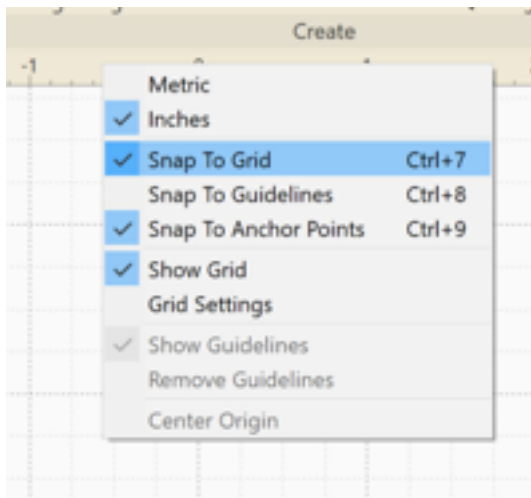 Create
-1
Metric
Inches
Snap To Grid Ctrl+7
Snap To Guidelines Ctrl+8
Snap To Anchor Points Ctrl+9
Show Grid
Grid Settings
Show Guidelines
Remove Guidelines
Center Origin